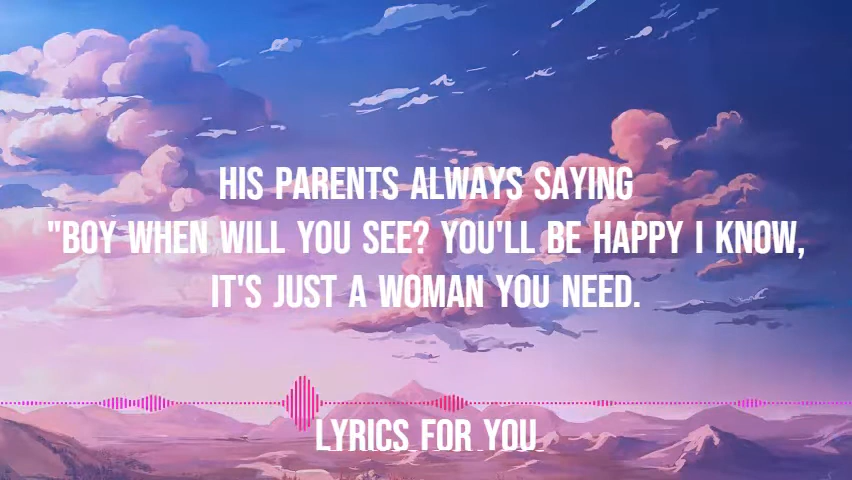 HIS PARENTS ALWAYS SAYING
"BOY WHEN WILL YOU SEE? YOU'LL BE HAPPY I KNOW,
IT'S JUST A WOMAN YOU NEED.
LYRICS FOR YOU